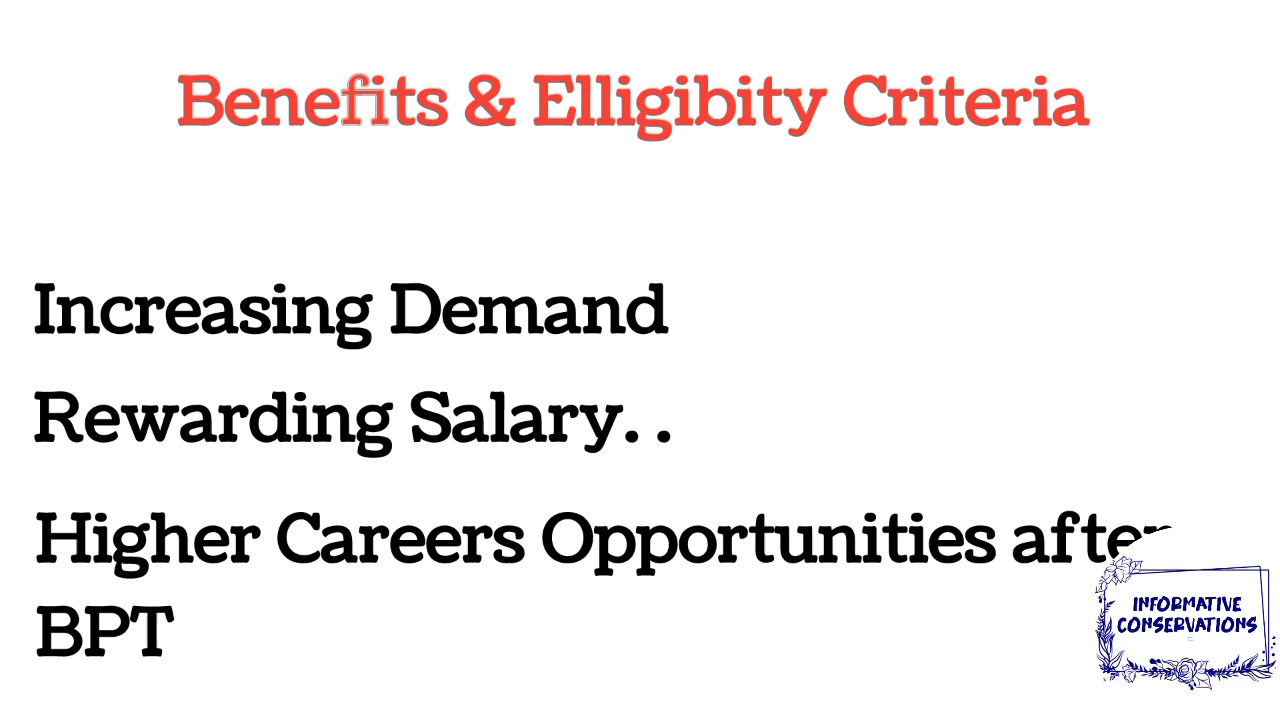 Benefits & Elligibity Criteria
Increasing Demand
Rewarding Salary. .
Higher Careers Opportunities after
BPT
INFORMATIVE
CONSERVATIONS